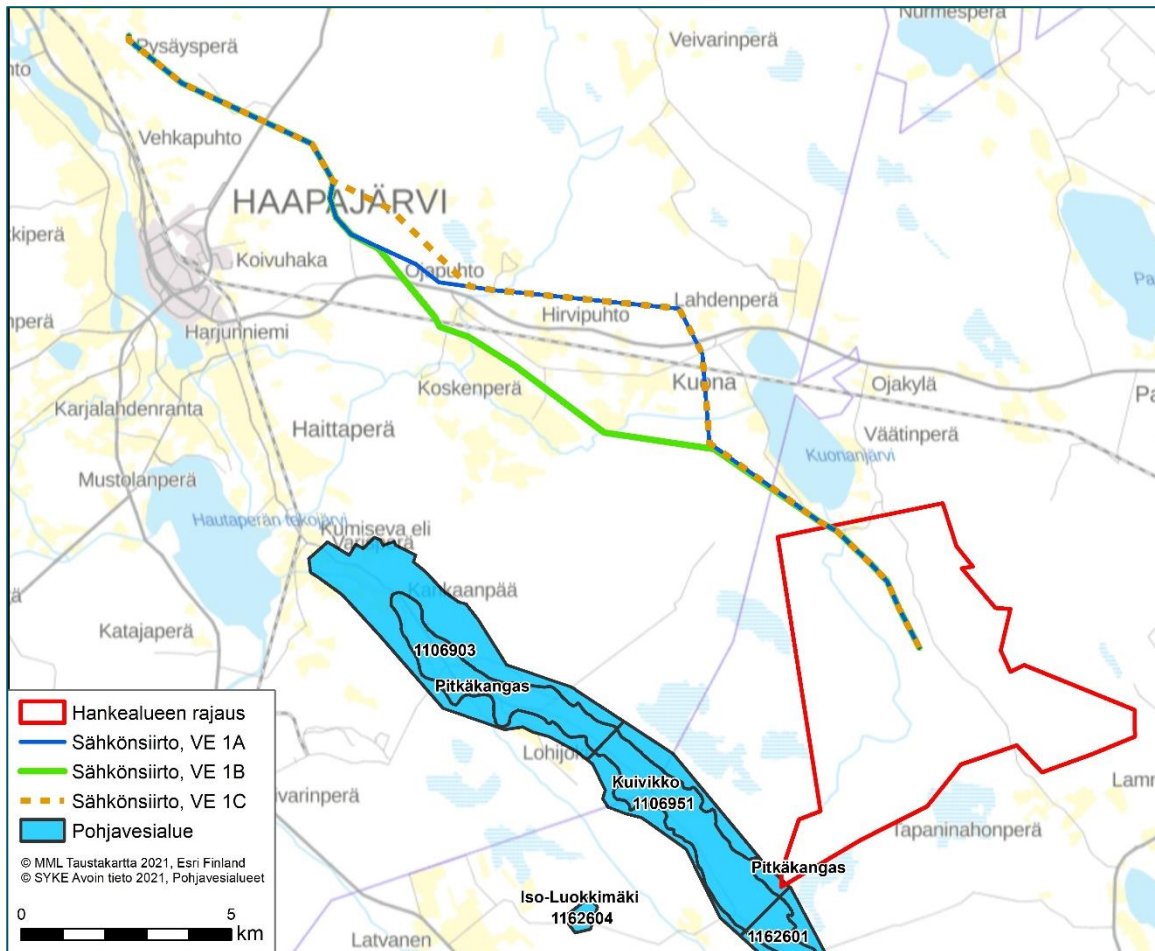 Nurmesperä
Pysäysperä
Veivarinperä
Vehkapuhto
HAAPAJÄRVI
Koivuhaka
Ojapuhto
Lahdenperä
Hirvipuhto
Harjunniemi
Kuona
Ojakylä
Koskenperä
Karjalahdenranta
Haittaperä
Väätinperä
Kuonanjärvi
Mustolanperä
Hautaperän tekojärvi
Kumiseva eli
Varisperä
Kankaanpää
Katajaperä
1106903
Pitkäkangas
Lohijoki
Kuivikko
1106951
Tapaninahonperä
Pitkäkangas
Iso-Luokkimäki
1162604
1162601
Latvanen
Hankealueen rajaus
Sähkönsiirto, VE 1A
Sähkönsiirto, VE 1B
Sähkönsiirto, VE 1C
Pohjavesialue
© MML Taustakartta 2021, Esri Finland
© SYKE Avoin tieto 2021, Pohjavesialueet
0 5
km